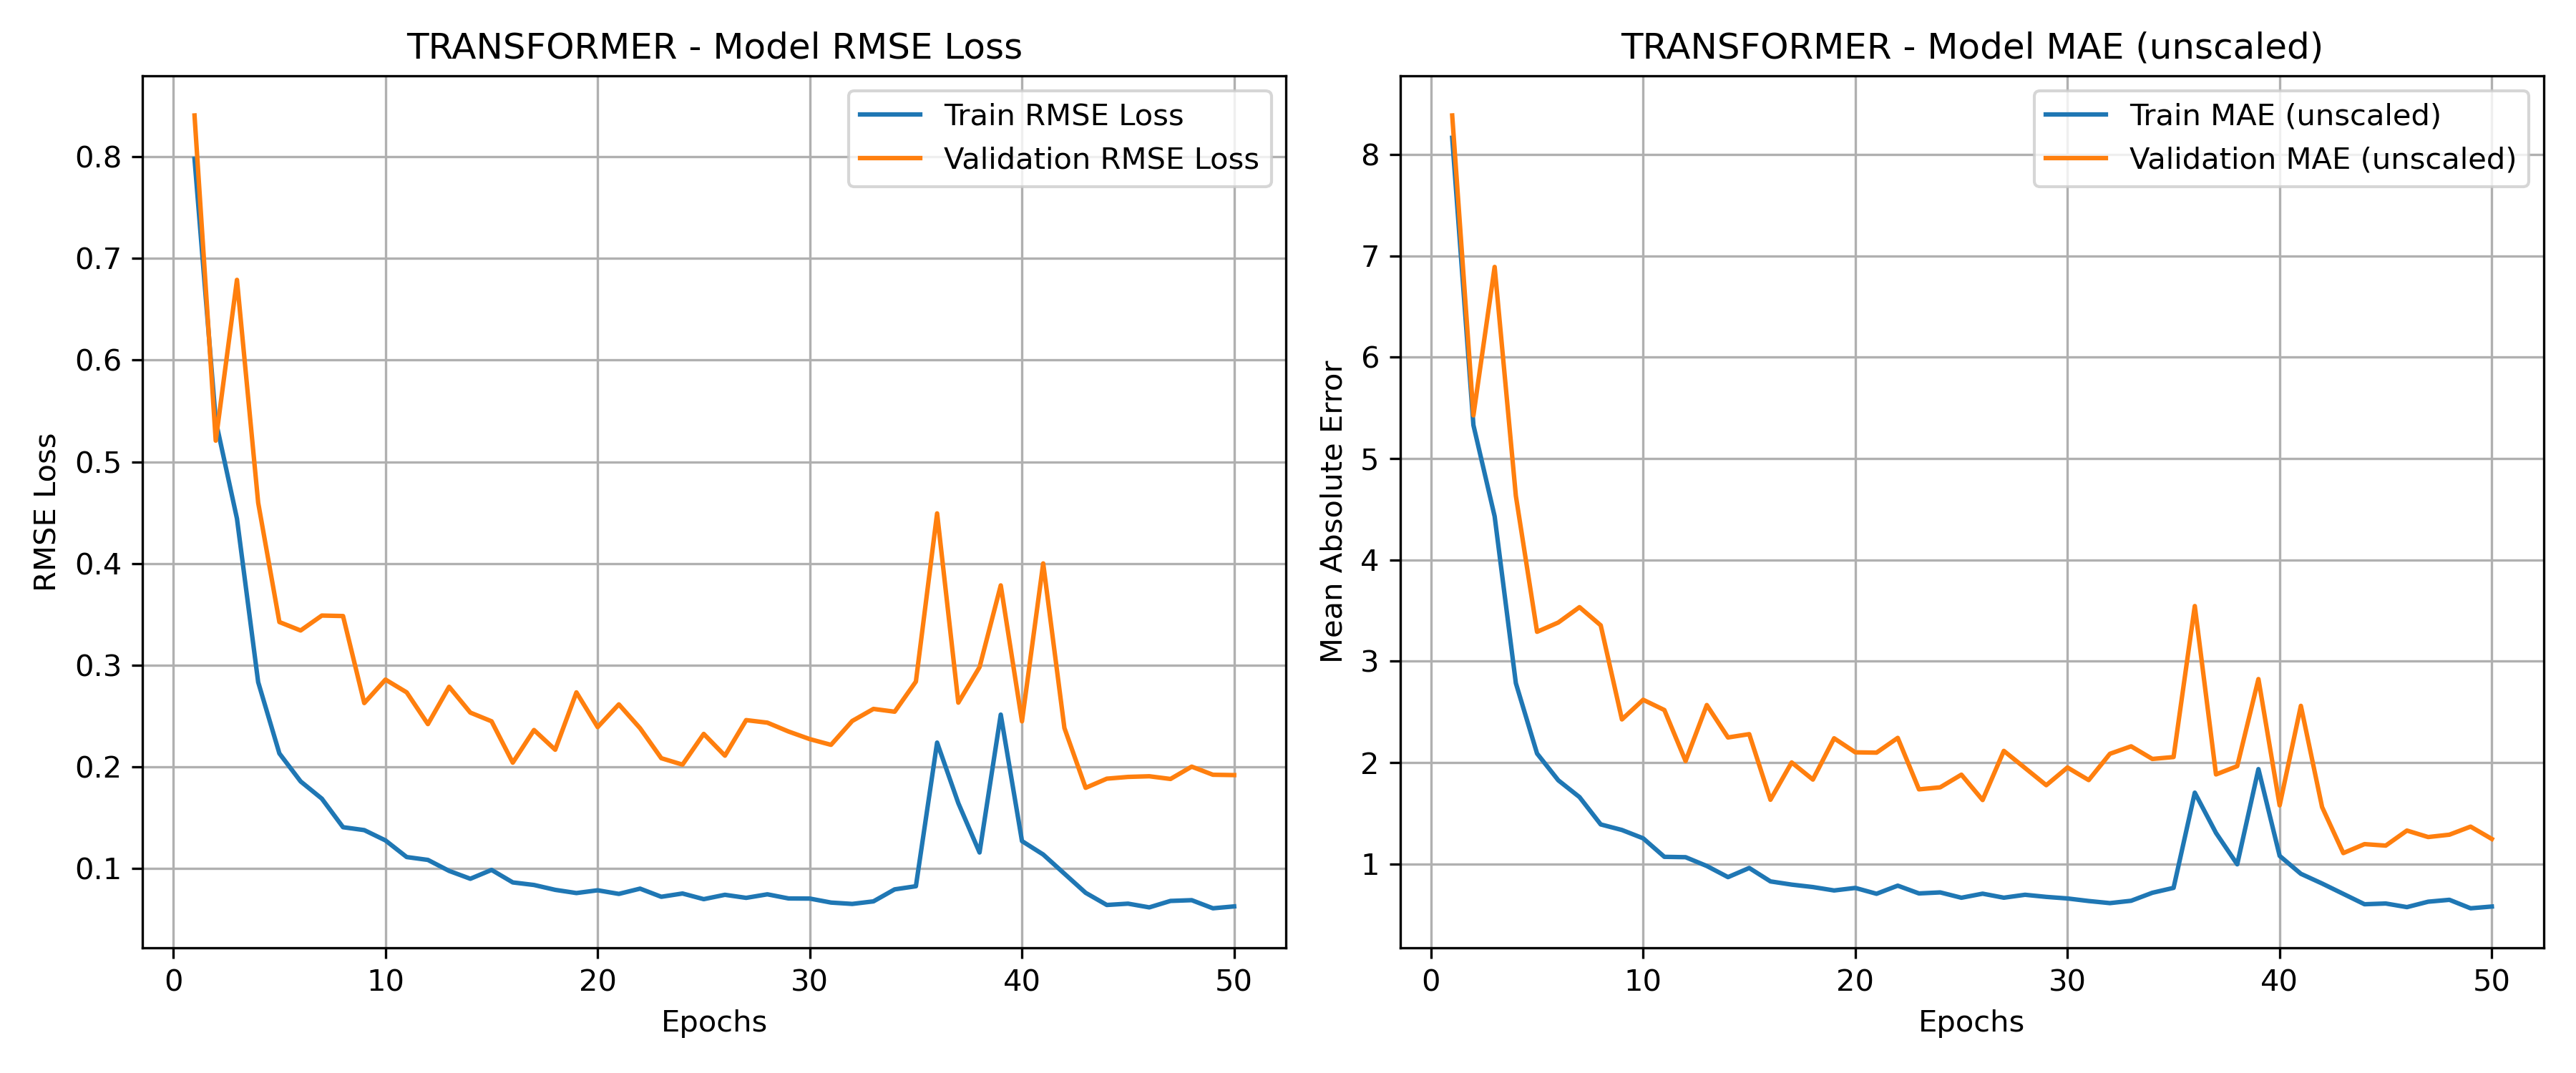 TRANSFORMER - Model RMSE Loss
Train RMSE Loss
Validation RMSE Loss
0.8
0.7
0.6
0.5
0.4
0.3
0.2
0.1
RMSE Loss
0 10 20 30 40 50
Epochs
TRANSFORMER - Model MAE (unscaled)
Train MAE (unscaled)
Validation MAE (unscaled)
8
7
6
5
4
3
2
1
Mean Absolute Error
0 10 20 30 40 50
Epochs